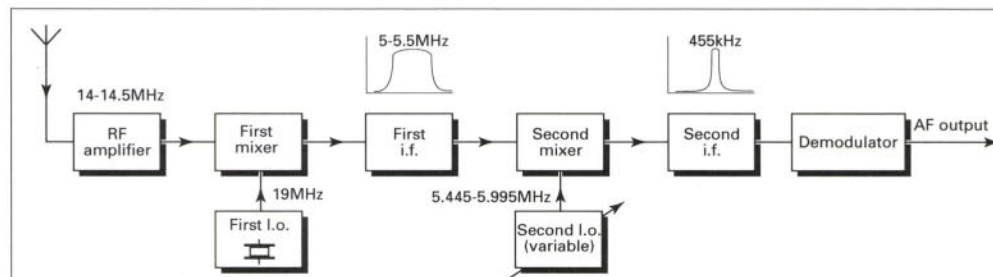 5-5.5MHz
455kHz
14-14.5MHz
RF
amplifier
First
mixer
First
i.f.
Second
mixer
Second
i.f.
Demodulator
AF output
19MHz
5.445-5.995MHz
First l.o.
Second l.o.
(variable)